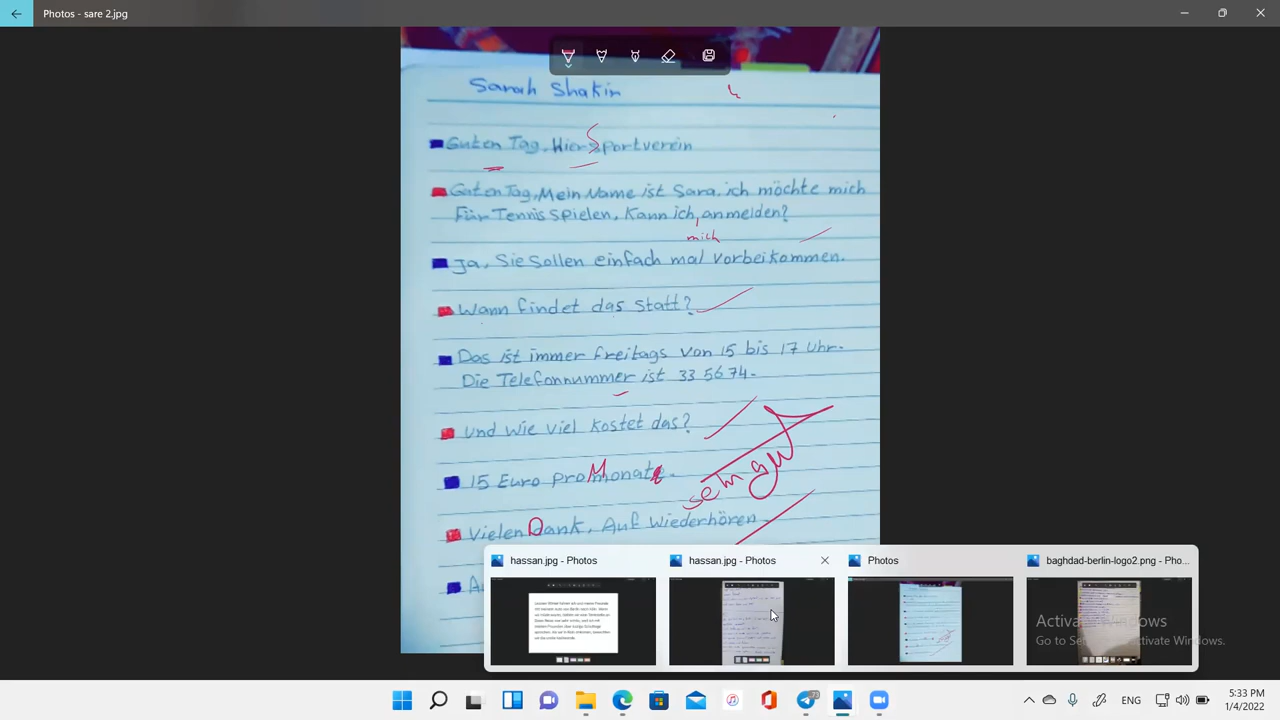 Photos - sare 2.jpg
Sarah Shakir
Guten Tag, Hier Sportverein
Guten Tag, Mein Name ist Sara, ich möchte mich
Für Tennis spielen, Kann ich, anmelden?
mich
Ja, Sie Sollen einfach mal vorbeikommen.
Wann findet das Statt?
Das ist immer freitags von 15 bis 17 Uhr.
Die Telefonnummer ist 33 56 74.
Und wie viel kostet das?
15 Euro pro Monat.
sehr gut
Vielen Dank, Auf Wiederhören
hassan.jpg - Photos
hassan.jpg - Photos
Photos
baghdad-berlin-logo2.png - Pho...
Activate Windows
Go to Settings to activate Windows.
ENG
5:33 PM
1/4/2022